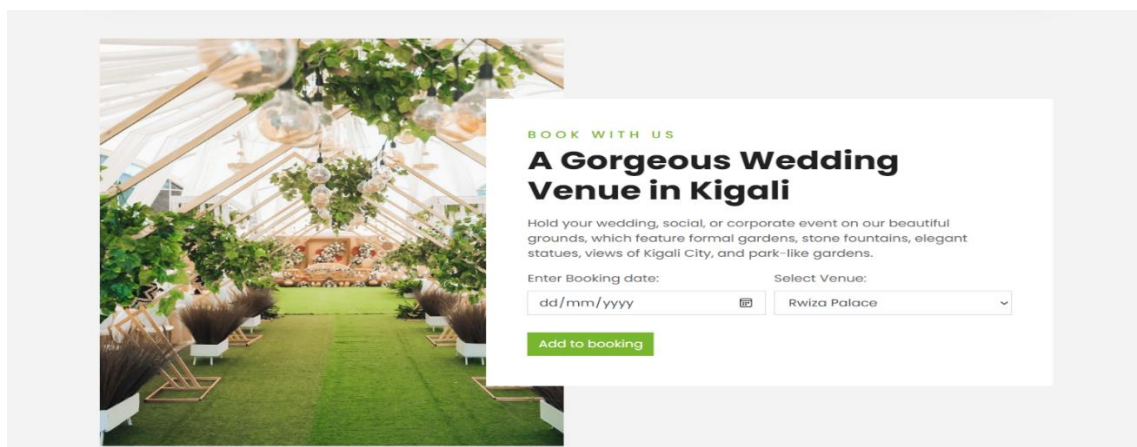 BOOK WITH US
A Gorgeous Wedding
Venue in Kigali
Hold your wedding, social, or corporate event on our beautiful
grounds, which feature formal gardens, stone fountains, elegant
statues, views of Kigali City, and park-like gardens.
Enter Booking date: Select Venue:
dd/mm/yyyy Rwiza Palace
Add to booking